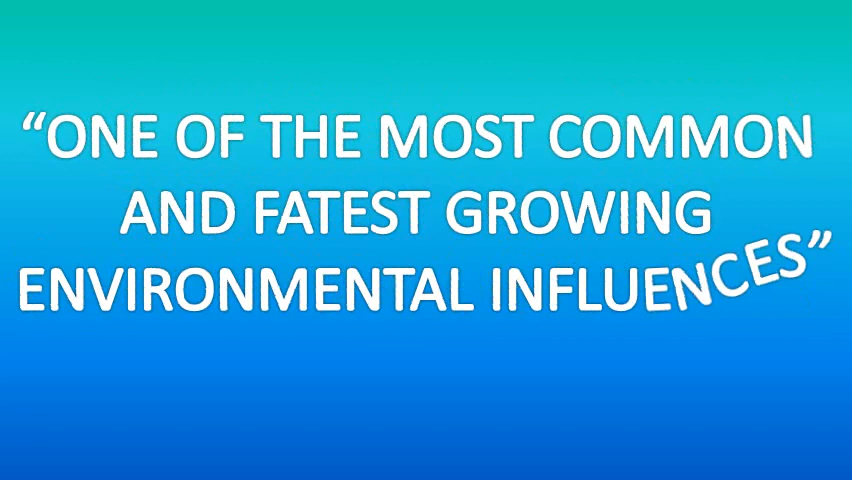 “ONE OF THE MOST COMMON
AND FATEST GROWING
ENVIRONMENTAL INFLUENCES”